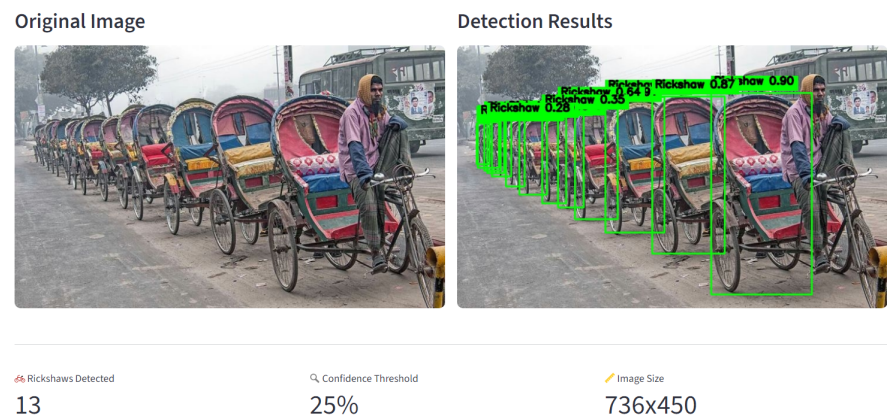 Original Image
Detection Results
Rickshaw 0.87
haw 0.90
Rickshaw
0.64
Rickshaw 0.35
Rickshaw 0.28
R
Rickshaws Detected
Confidence Threshold
Image Size
13
25%
736x450